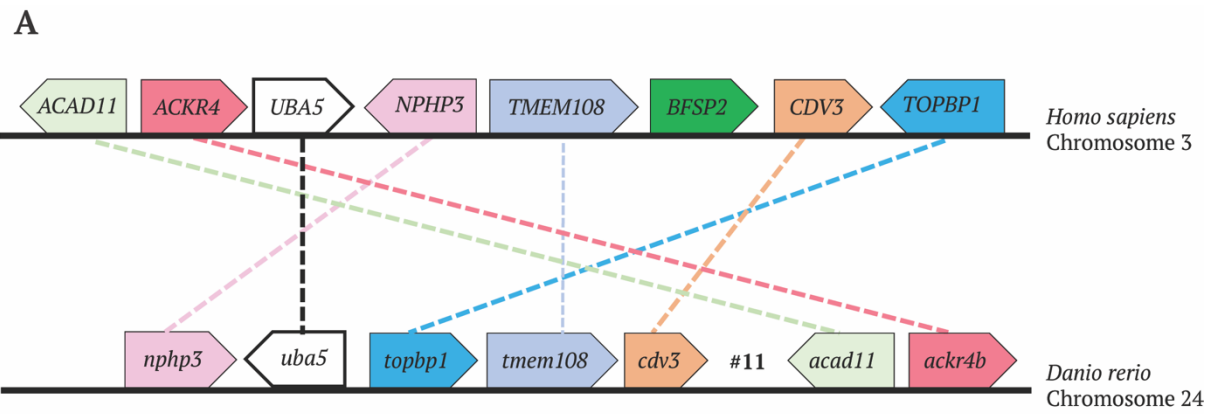 A
ACAD11 ACKR4 UBA5 NPHP3 TMEM108 BFSP2 CDV3 TOPBP1
Homo sapiens
Chromosome 3
nphp3 uba5 topbp1 tmem108 cdv3 #11 acad11 ackr4b
Danio rerio
Chromosome 24